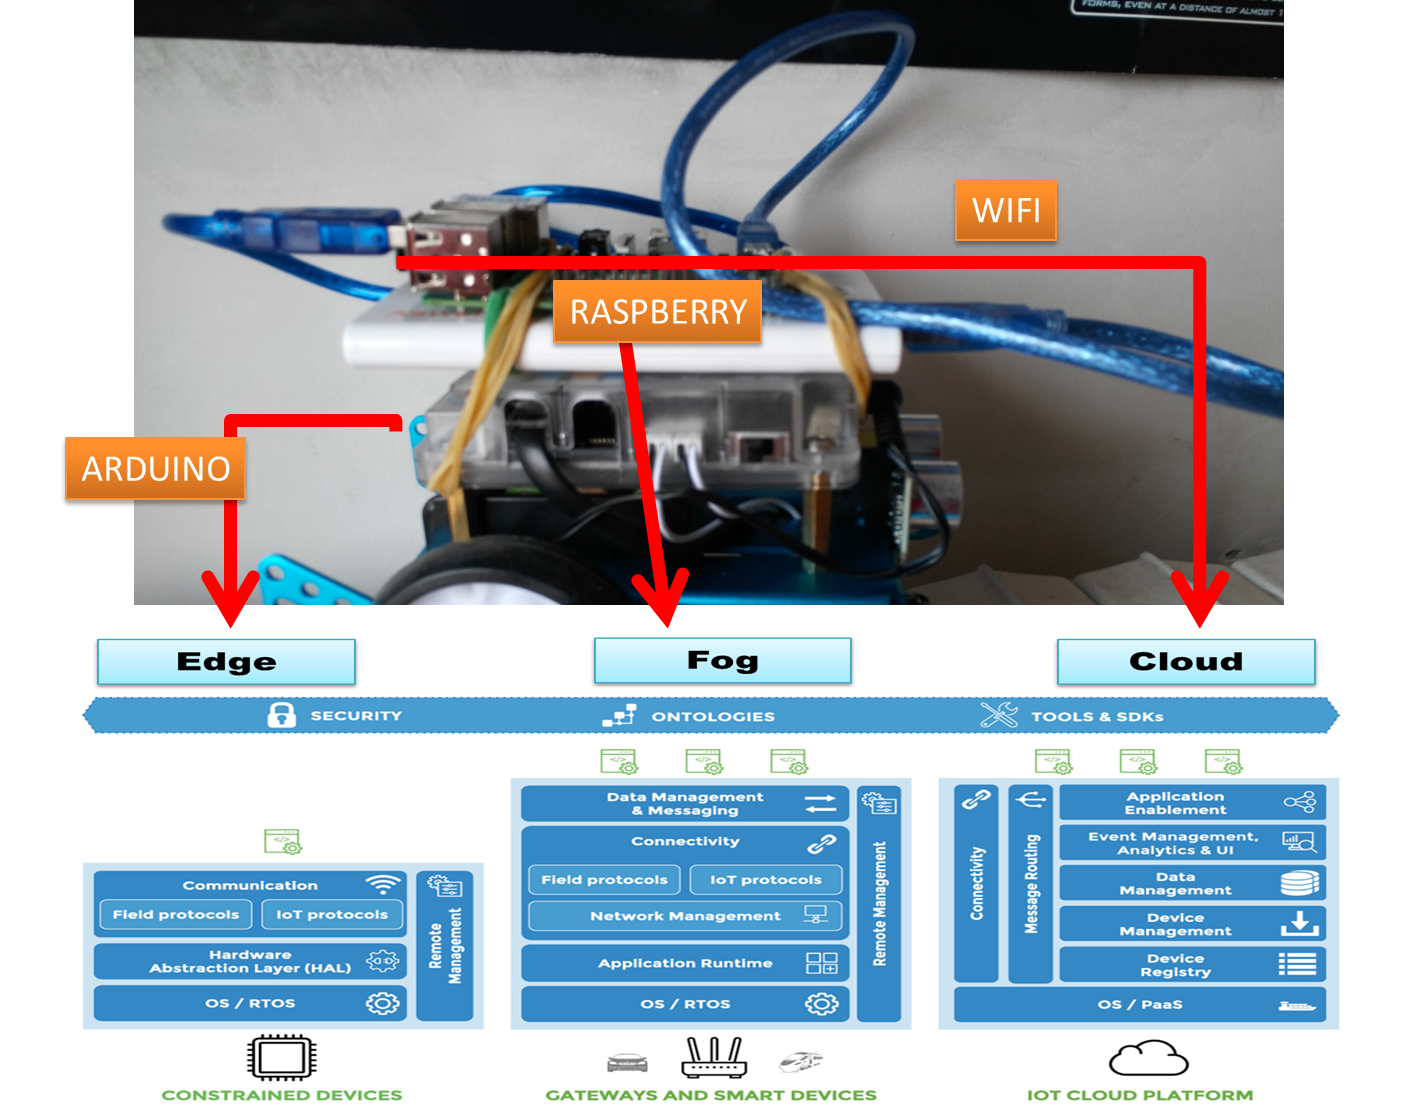 FORMS, EVEN AT A DISTANCE OF ALMOST 1
WIFI
RASPBERRY
ARDUINO
Edge
Fog
Cloud
SECURITY
ONTOLOGIES
TOOLS & SDKs
Communication
Field protocols
IoT protocols
Hardware
Abstraction Layer (HAL)
OS / RTOS
Remote
Management
CONSTRAINED DEVICES
Data Management
& Messaging
Connectivity
Field protocols
IoT protocols
Network Management
Application Runtime
OS / RTOS
Remote Management
GATEWAYS AND SMART DEVICES
Connectivity
Message Routing
Application
Enablement
Event Management,
Analytics & UI
Data
Management
Device
Management
Device
Registry
OS / PaaS
IOT CLOUD PLATFORM